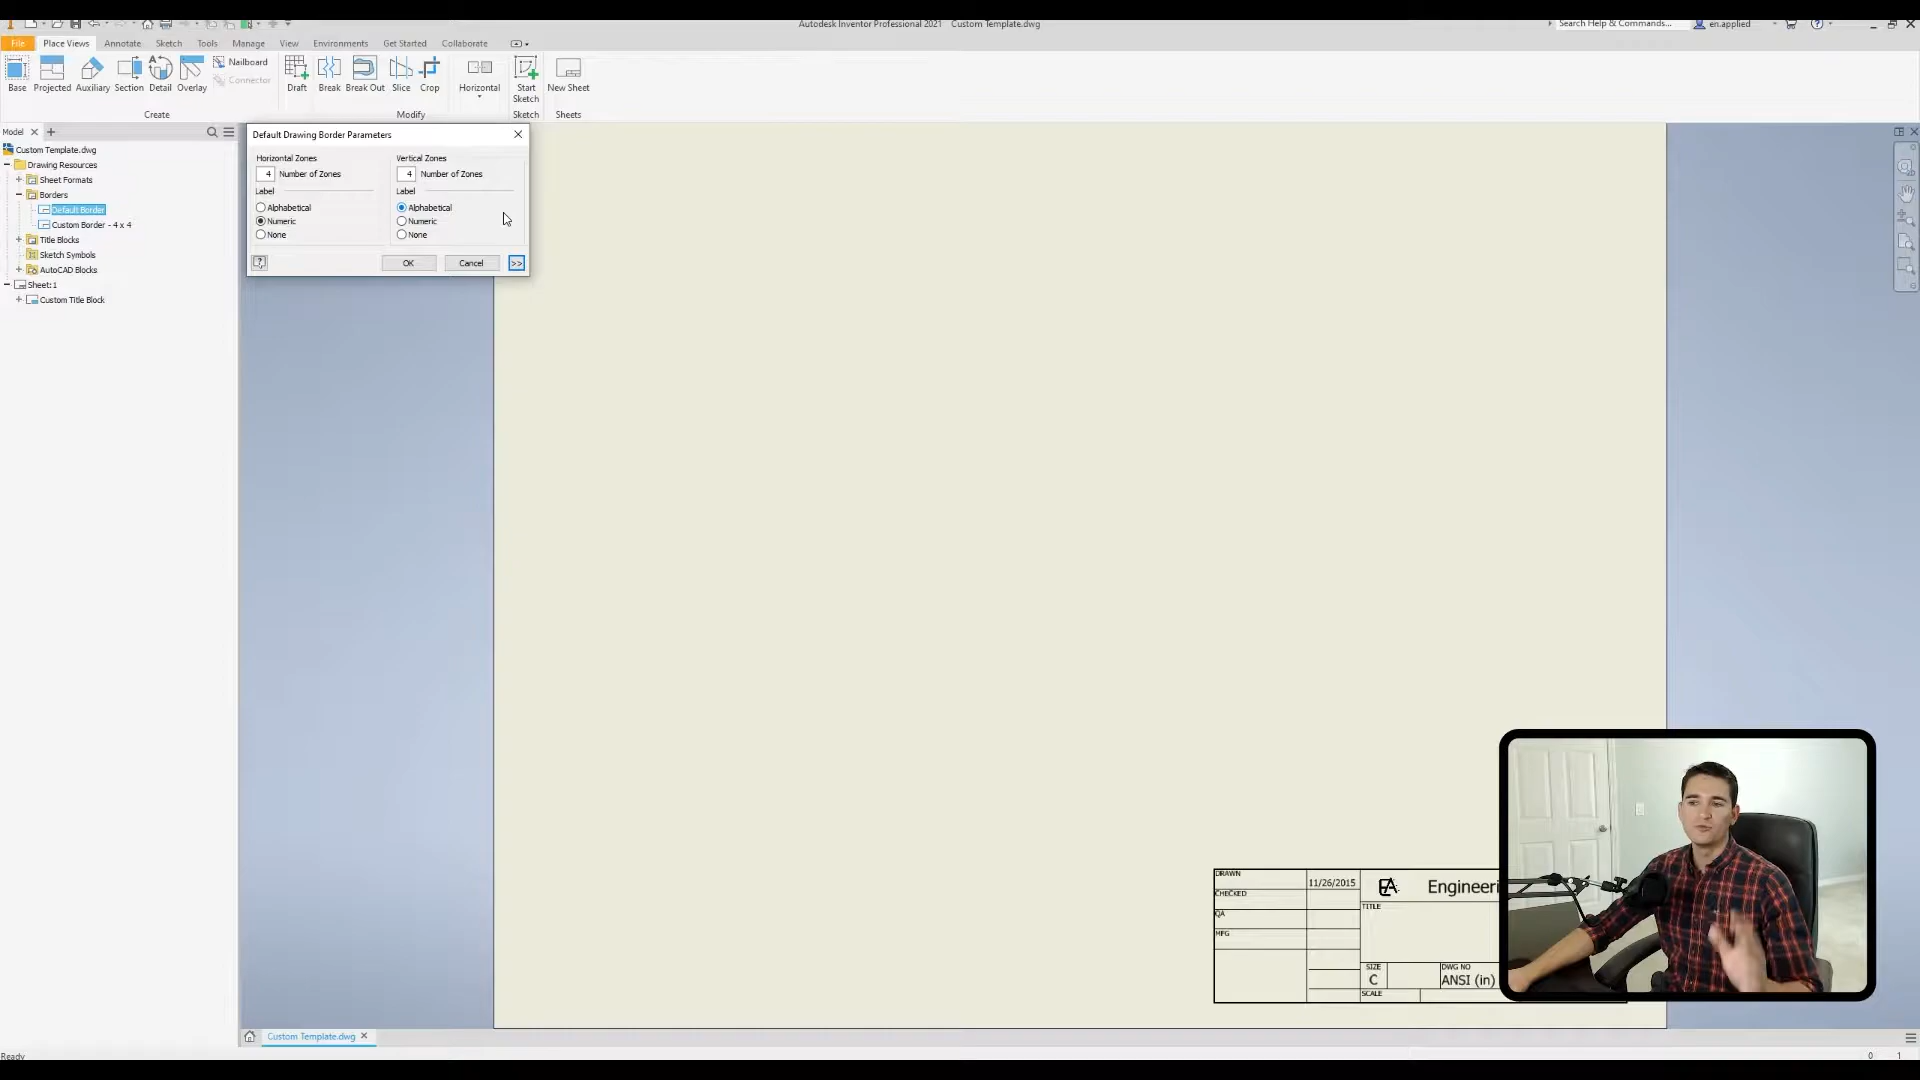 Autodesk Inventor Professional 2021 Custom Template.dwg
Search Help & Commands...
en.applied
File Place Views Annotate Sketch Tools Manage View Environments Get Started Collaborate
Base Projected Auxiliary Section Detail Overlay
Nailboard
Connector
Draft Break Break Out Slice Crop
Horizontal
Start Sketch
New Sheet
Create Modify Sketch Sheets
Model
Custom Template.dwg
Drawing Resources
Sheet Formats
Borders
Default Border
Custom Border - 4 x 4
Title Blocks
Sketch Symbols
AutoCAD Blocks
Sheet:1
Custom Title Block
Default Drawing Border Parameters
Horizontal Zones Vertical Zones
4 Number of Zones 4 Number of Zones
Label Label
Alphabetical Alphabetical
Numeric Numeric
None None
OK Cancel >>
DRAWN
11/26/2015
CHECKED
QA
MFG
EA Engineeri
TITLE
SIZE
C
DWG NO
ANSI (in)
SCALE
Custom Template.dwg
Ready
0 1